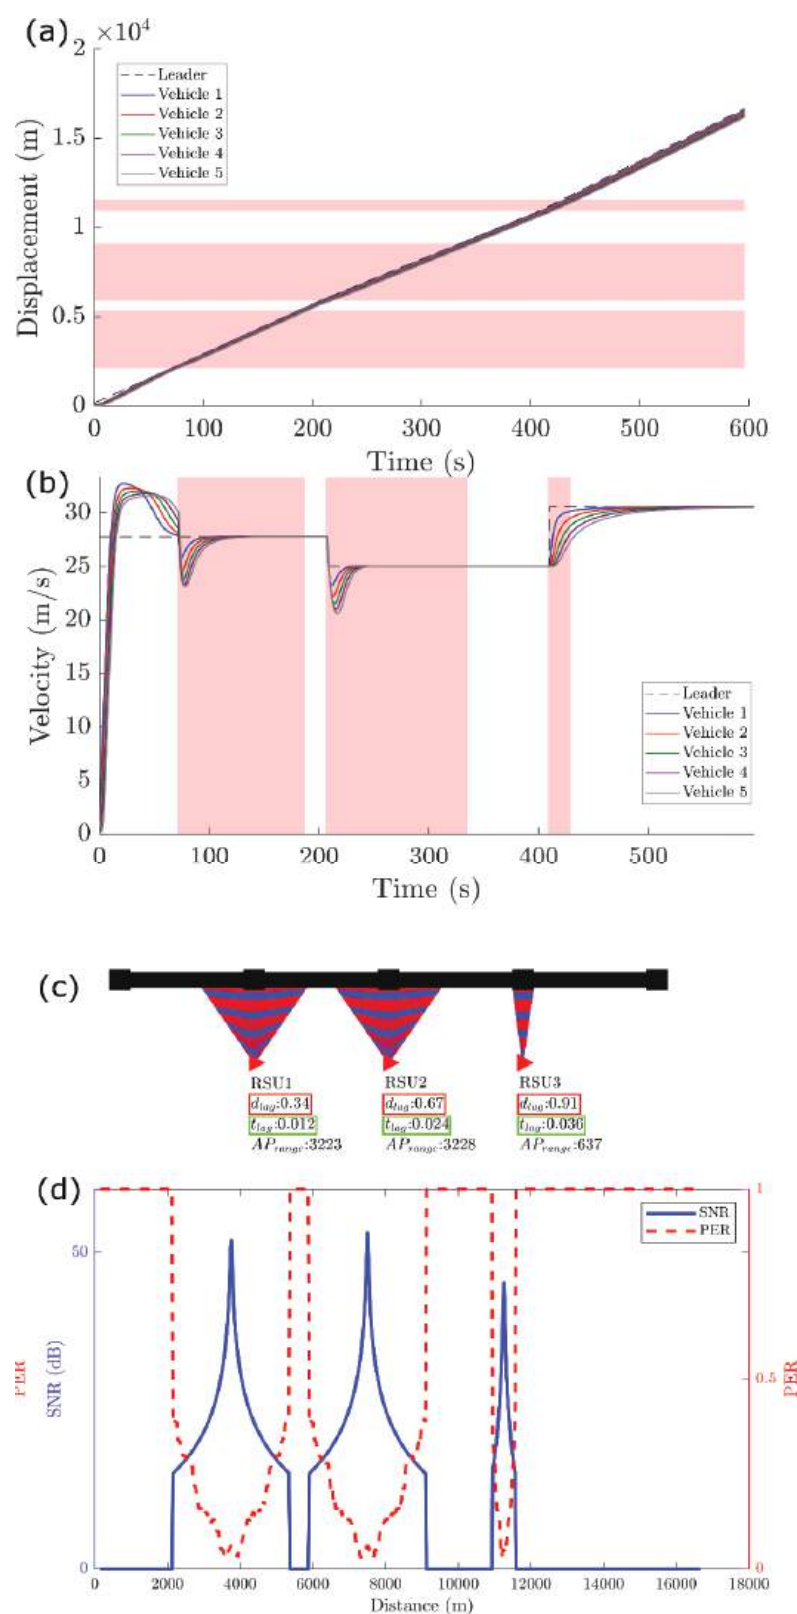 (a)
×10⁴
2
1.5
1
0.5
0
Displacement (m)
Leader
Vehicle 1
Vehicle 2
Vehicle 3
Vehicle 4
Vehicle 5
0 100 200 300 400 500 600
Time (s)
(b)
30
25
20
15
10
5
0
Velocity (m/s)
Leader
Vehicle 1
Vehicle 2
Vehicle 3
Vehicle 4
Vehicle 5
0 100 200 300 400 500
Time (s)
(c)
RSU1 RSU2 RSU3
d_lag:0.34 d_lag:0.67 d_lag:0.91
t_lag:0.012 t_lag:0.024 t_lag:0.036
AP_range:3223 AP_range:3228 AP_range:637
(d)
50
0
PER
SNR (dB)
SNR
PER
1
0.5
0
PER
0 2000 4000 6000 8000 10000 12000 14000 16000 18000
Distance (m)